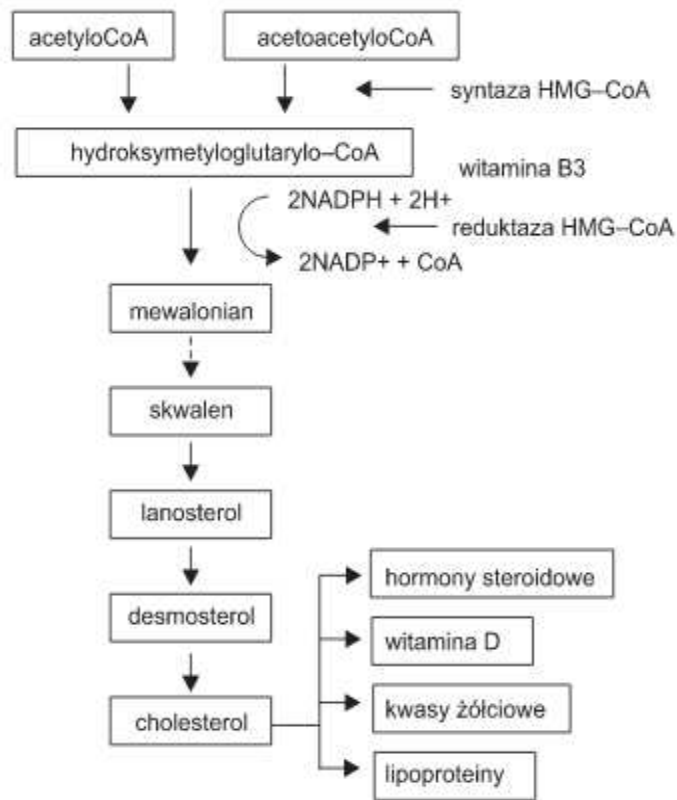 acetyloCoA
acetoacetyloCoA
syntaza HMG–CoA
hydroksymetyloglutarylo–CoA
witamina B3
2NADPH + 2H+
reduktaza HMG–CoA
2NADP+ + CoA
mewalonian
skwalen
lanosterol
desmosterol
cholesterol
hormony steroidowe
witamina D
kwasy żółciowe
lipoproteiny